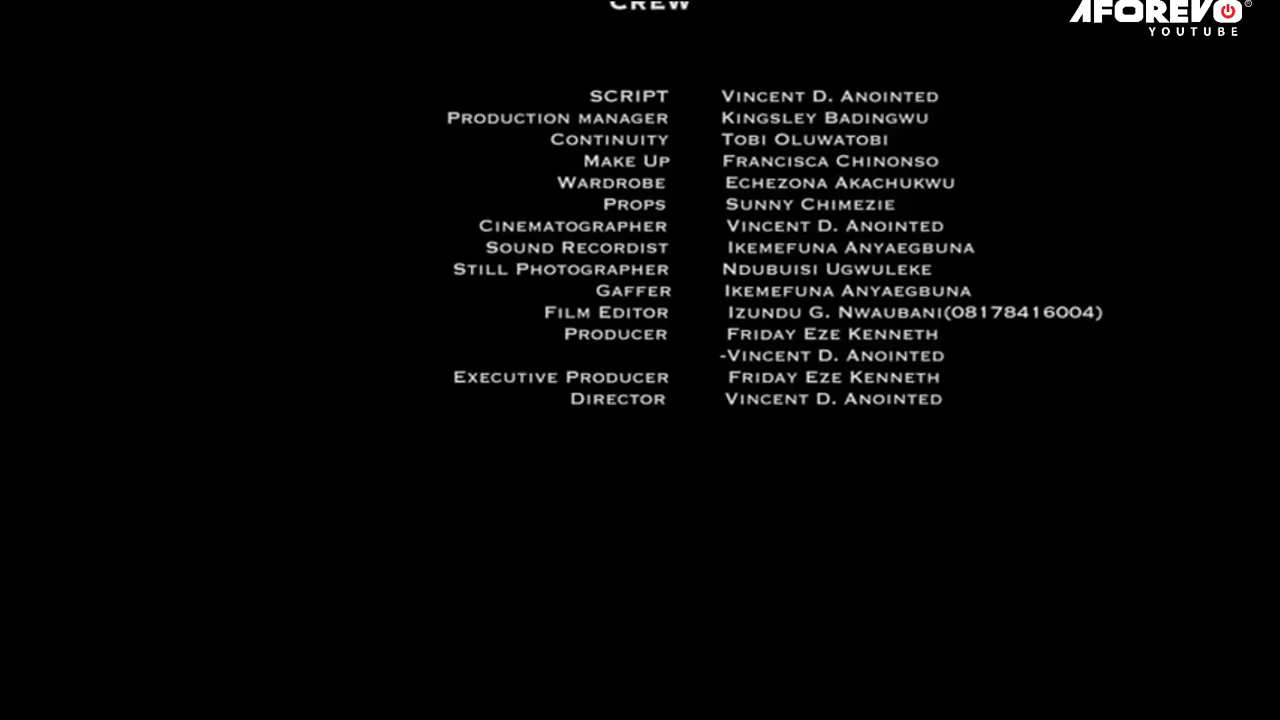 CREW
AFOREVO
YOUTUBE
SCRIPT VINCENT D. ANOINTED
PRODUCTION MANAGER KINGSLEY BADINGWU
CONTINUITY TOBI OLUWATOBI
MAKE UP FRANCISCA CHINONSO
WARDROBE ECHEZONA AKACHUKWU
PROPS SUNNY CHIMEZIE
CINEMATOGRAPHER VINCENT D. ANOINTED
SOUND RECORDIST IKEMEFUNA ANYAEGBUNA
STILL PHOTOGRAPHER NDUBUISI UGWULEKE
GAFFER IKEMEFUNA ANYAEGBUNA
FILM EDITOR IZUNDU G. NWAUBANI(08178416004)
PRODUCER FRIDAY EZE KENNETH
-VINCENT D. ANOINTED
EXECUTIVE PRODUCER FRIDAY EZE KENNETH
DIRECTOR VINCENT D. ANOINTED